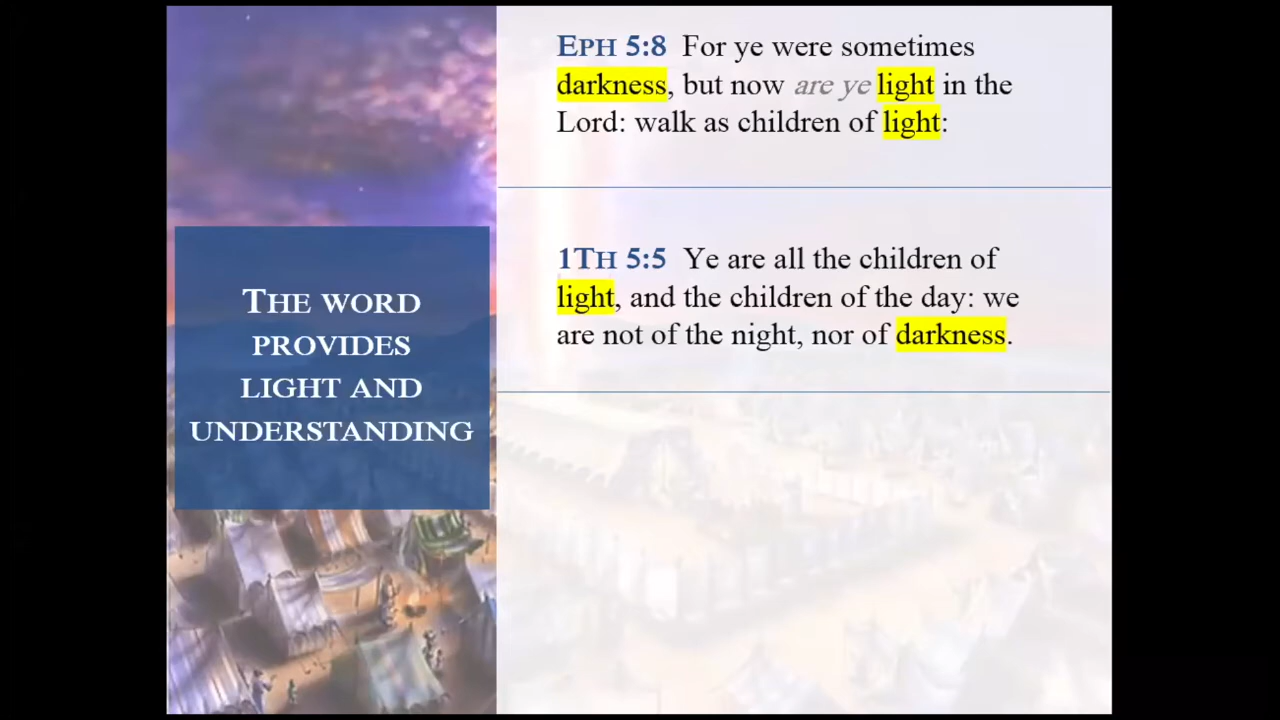 THE WORD
PROVIDES
LIGHT AND
UNDERSTANDING
EPH 5:8 For ye were sometimes
darkness, but now are ye light in the
Lord: walk as children of light:
1TH 5:5 Ye are all the children of
light, and the children of the day: we
are not of the night, nor of darkness.